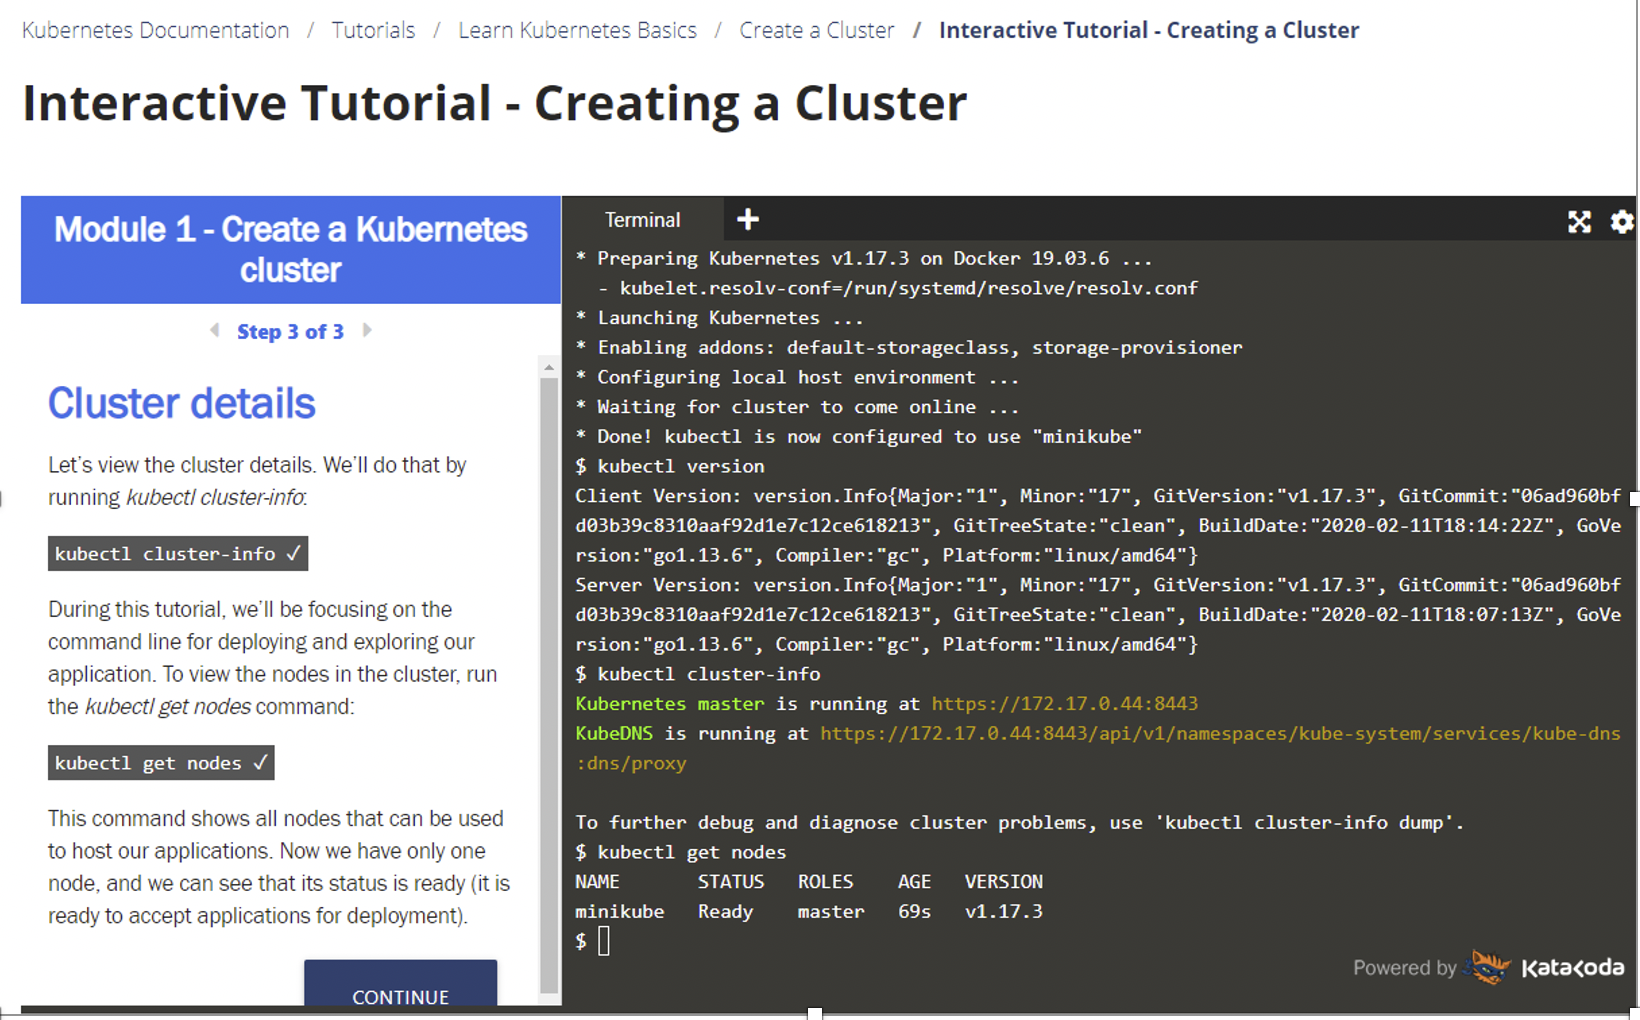 Kubernetes Documentation / Tutorials / Learn Kubernetes Basics / Create a Cluster / Interactive Tutorial - Creating a Cluster
Interactive Tutorial - Creating a Cluster
Module 1 - Create a Kubernetes
cluster
Step 3 of 3
Cluster details
Let's view the cluster details. We'll do that by
running kubectl cluster-info:
kubectl cluster-info ✓
During this tutorial, we'll be focusing on the
command line for deploying and exploring our
application. To view the nodes in the cluster, run
the kubectl get nodes command:
kubectl get nodes ✓
This command shows all nodes that can be used
to host our applications. Now we have only one
node, and we can see that its status is ready (it is
ready to accept applications for deployment).
CONTINUE
Terminal
* Preparing Kubernetes v1.17.3 on Docker 19.03.6 ...
- kubelet.resolv-conf=/run/systemd/resolve/resolv.conf
* Launching Kubernetes ...
* Enabling addons: default-storageclass, storage-provisioner
* Configuring local host environment ...
* Waiting for cluster to come online ...
* Done! kubectl is now configured to use "minikube"
$ kubectl version
Client Version: version.Info{Major:"1", Minor:"17", GitVersion:"v1.17.3", GitCommit:"06ad960bf
d03b39c8310aaf92d1e7c12ce618213", GitTreeState:"clean", BuildDate:"2020-02-11T18:14:22Z", GoVe
rsion:"go1.13.6", Compiler:"gc", Platform:"linux/amd64"}
Server Version: version.Info{Major:"1", Minor:"17", GitVersion:"v1.17.3", GitCommit:"06ad960bf
d03b39c8310aaf92d1e7c12ce618213", GitTreeState:"clean", BuildDate:"2020-02-11T18:07:13Z", GoVe
rsion:"go1.13.6", Compiler:"gc", Platform:"linux/amd64"}
$ kubectl cluster-info
Kubernetes master is running at https://172.17.0.44:8443
KubeDNS is running at https://172.17.0.44:8443/api/v1/namespaces/kube-system/services/kube-dns
:dns/proxy
To further debug and diagnose cluster problems, use 'kubectl cluster-info dump'.
$ kubectl get nodes
NAME STATUS ROLES AGE VERSION
minikube Ready master 69s v1.17.3
$
Powered by Katacoda